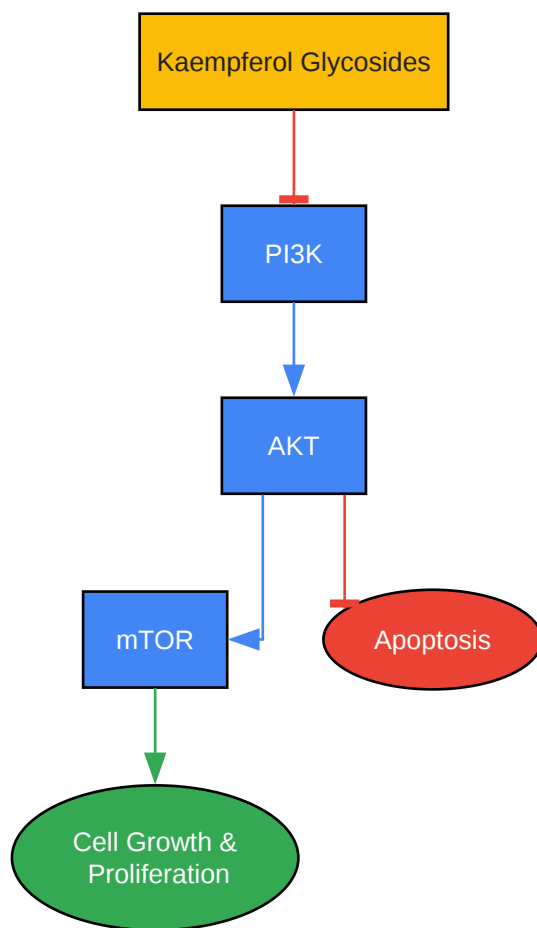 Kaempferol Glycosides
PI3K
AKT
mTOR
Apoptosis
Cell Growth &
Proliferation